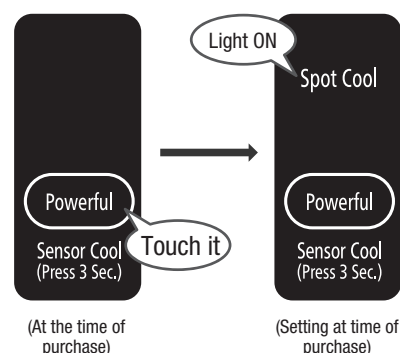 Light ON
Spot Cool
Powerful
Touch it
Sensor Cool
(Press 3 Sec.)
Powerful
Sensor Cool
(Press 3 Sec.)
(At the time of
purchase)
(Setting at time of
purchase)